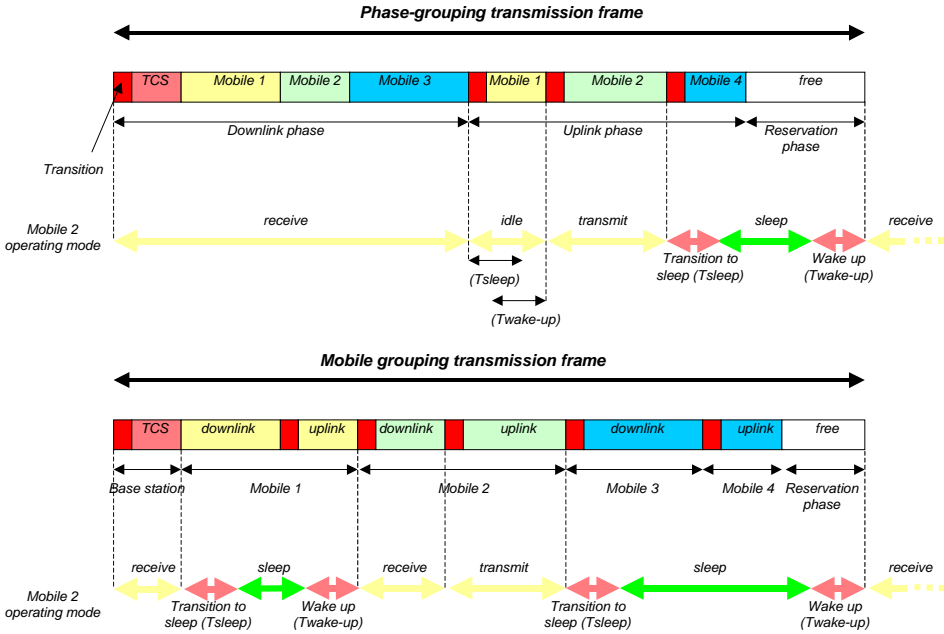 Phase-grouping transmission frame
TCS
Mobile 1
Mobile 2
Mobile 3
Mobile 1
Mobile 2
Mobile 4
free
Downlink phase
Uplink phase
Reservation
phase
Transition
Mobile 2
operating mode
receive
idle
transmit
sleep
receive
(Tsleep)
Transition to
sleep (Tsleep)
Wake up
(Twake-up)
(Twake-up)
Mobile grouping transmission frame
TCS
downlink
uplink
downlink
uplink
downlink
uplink
free
Base station
Mobile 1
Mobile 2
Mobile 3
Mobile 4
Reservation
phase
Mobile 2
operating mode
receive
sleep
receive
transmit
sleep
receive
Transition to
sleep (Tsleep)
Wake up
(Twake-up)
Transition to
sleep (Tsleep)
Wake up
(Twake-up)